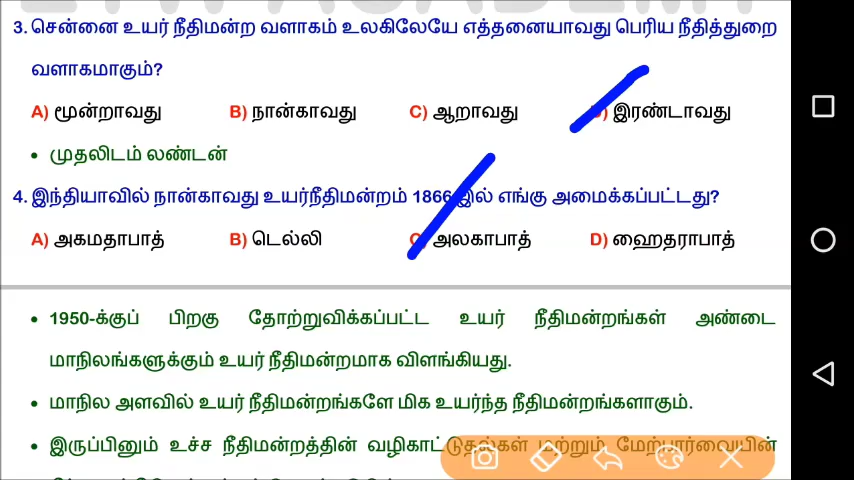 3. சென்னை உயர் நீதிமன்ற வளாகம் உலகிலேயே எத்தனையாவது பெரிய நீதித்துறை
வளாகமாகும்?
A) மூன்றாவது B) நான்காவது C) ஆறாவது D) இரண்டாவது
• முதலிடம் லண்டன்
4. இந்தியாவில் நான்காவது உயர்நீதிமன்றம் 1866 இல் எங்கு அமைக்கப்பட்டது?
A) அகமதாபாத் B) டெல்லி C) அலகாபாத் D) ஹைதராபாத்
• 1950-க்குப் பிறகு தோற்றுவிக்கப்பட்ட உயர் நீதிமன்றங்கள் அண்டை
மாநிலங்களுக்கும் உயர் நீதிமன்றமாக விளங்கியது.
• மாநில அளவில் உயர் நீதிமன்றங்களே மிக உயர்ந்த நீதிமன்றங்களாகும்.
• இருப்பினும் உச்ச நீதிமன்றத்தின் வழிகாட்டுதல்கள் மற்றும் மேற்பார்வையின்